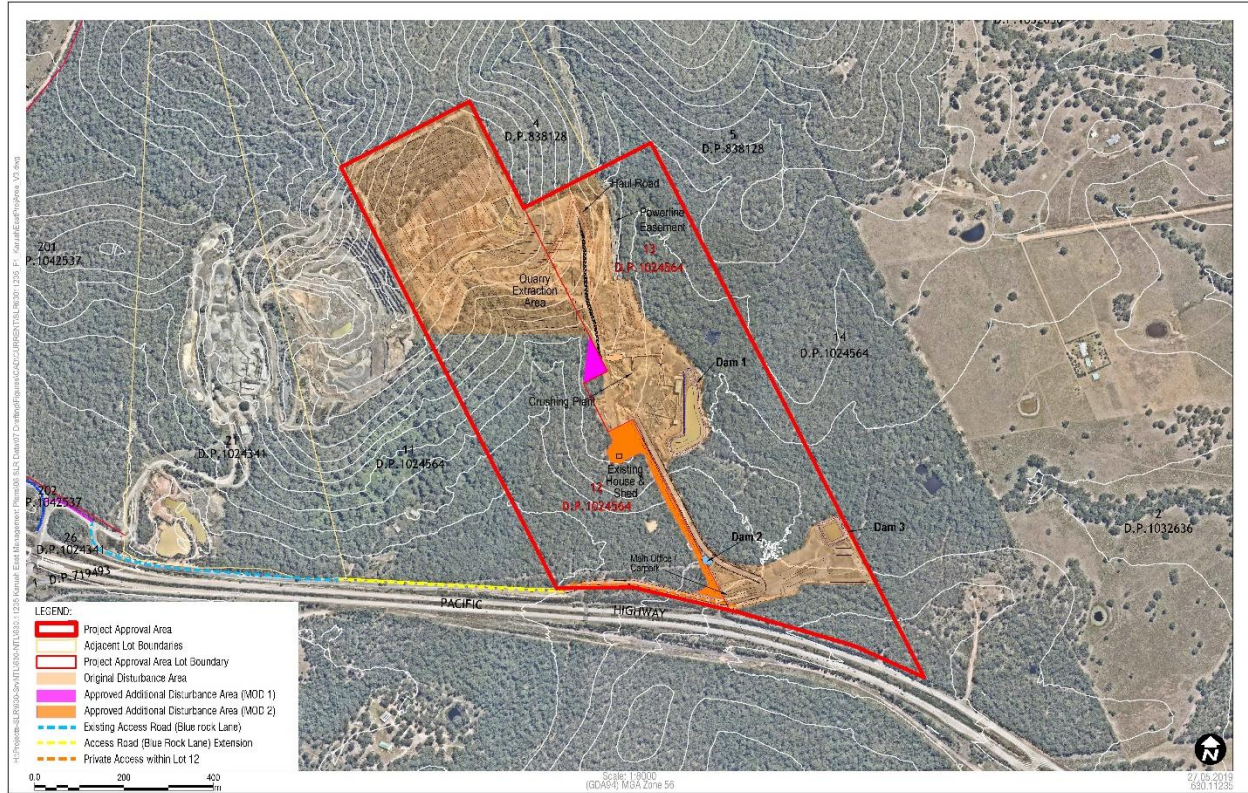 4
D.P.838128
5
D.P.838128
Haul Road
Powerline
Easement
13
D.P.1024564
201
P.1042537
Quarry
Extraction
Area
14
D.P.1024564
Dam 1
Crushing Plant
21
D.P.1024341
11
D.P.1024564
Existing
House &
Shed
12
D.P.1024564
202
P.1042537
2
D.P.1032636
Dam 3
26
D.P.1024341
Dam 2
Main Office /
Carpark
1
D.P.719493
PACIFIC
HIGHWAY
LEGEND:
Project Approval Area
Adjacent Lot Boundaries
Project Approval Area Lot Boundary
Original Disturbance Area
Approved Additional Disturbance Area (MOD 1)
Approved Additional Disturbance Area (MOD 2)
Existing Access Road (Blue rock Lane)
Access Road (Blue Rock Lane) Extension
Private Access within Lot 12
0.0
200
400
m
Scale: 1:8000
(GDA94) MGA Zone 56
N
27.05.2019
630.11235